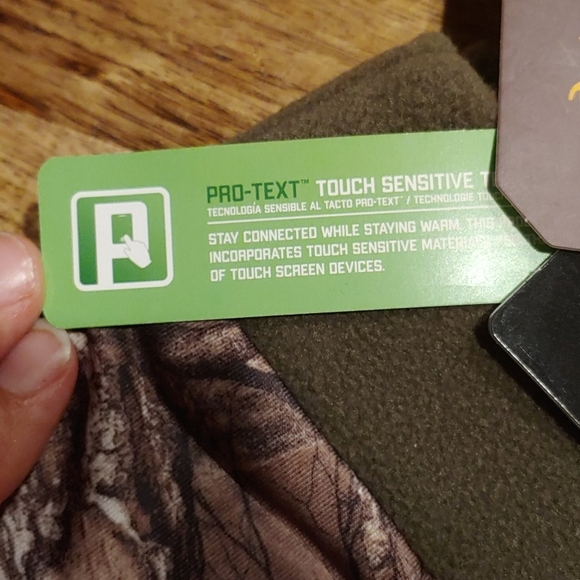 PRO-TEXT™ TOUCH SENSITIVE
TECNOLOGÍA SENSIBLE AL TACTO PRO-TEXT™ / TECHNOLOGIE
STAY CONNECTED WHILE STAYING WARM. THIS
INCORPORATES TOUCH SENSITIVE
OF TOUCH SCREEN DEVICES.